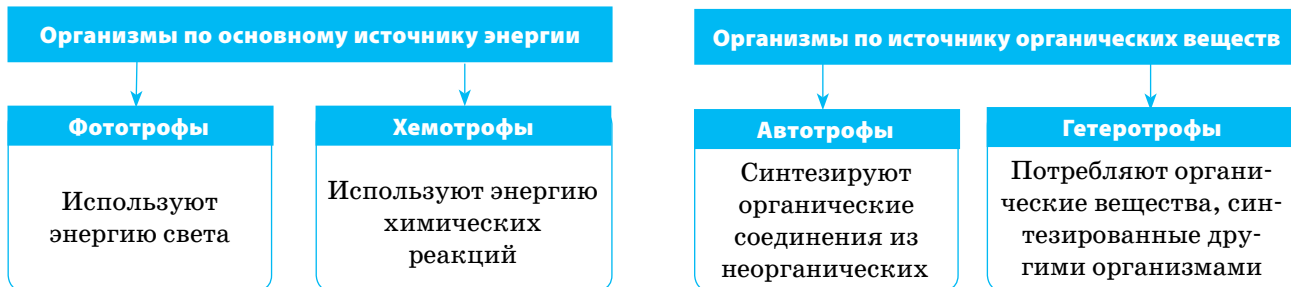 Организмы по основному источнику энергии
Фототрофы
Используют
энергию света
Хемотрофы
Используют энергию
химических
реакций
Организмы по источнику органических веществ
Автотрофы
Синтезируют
органические
соединения из
неорганических
Гетеротрофы
Потребляют органи-
ческие вещества, син-
тезированные дру-
гими организмами